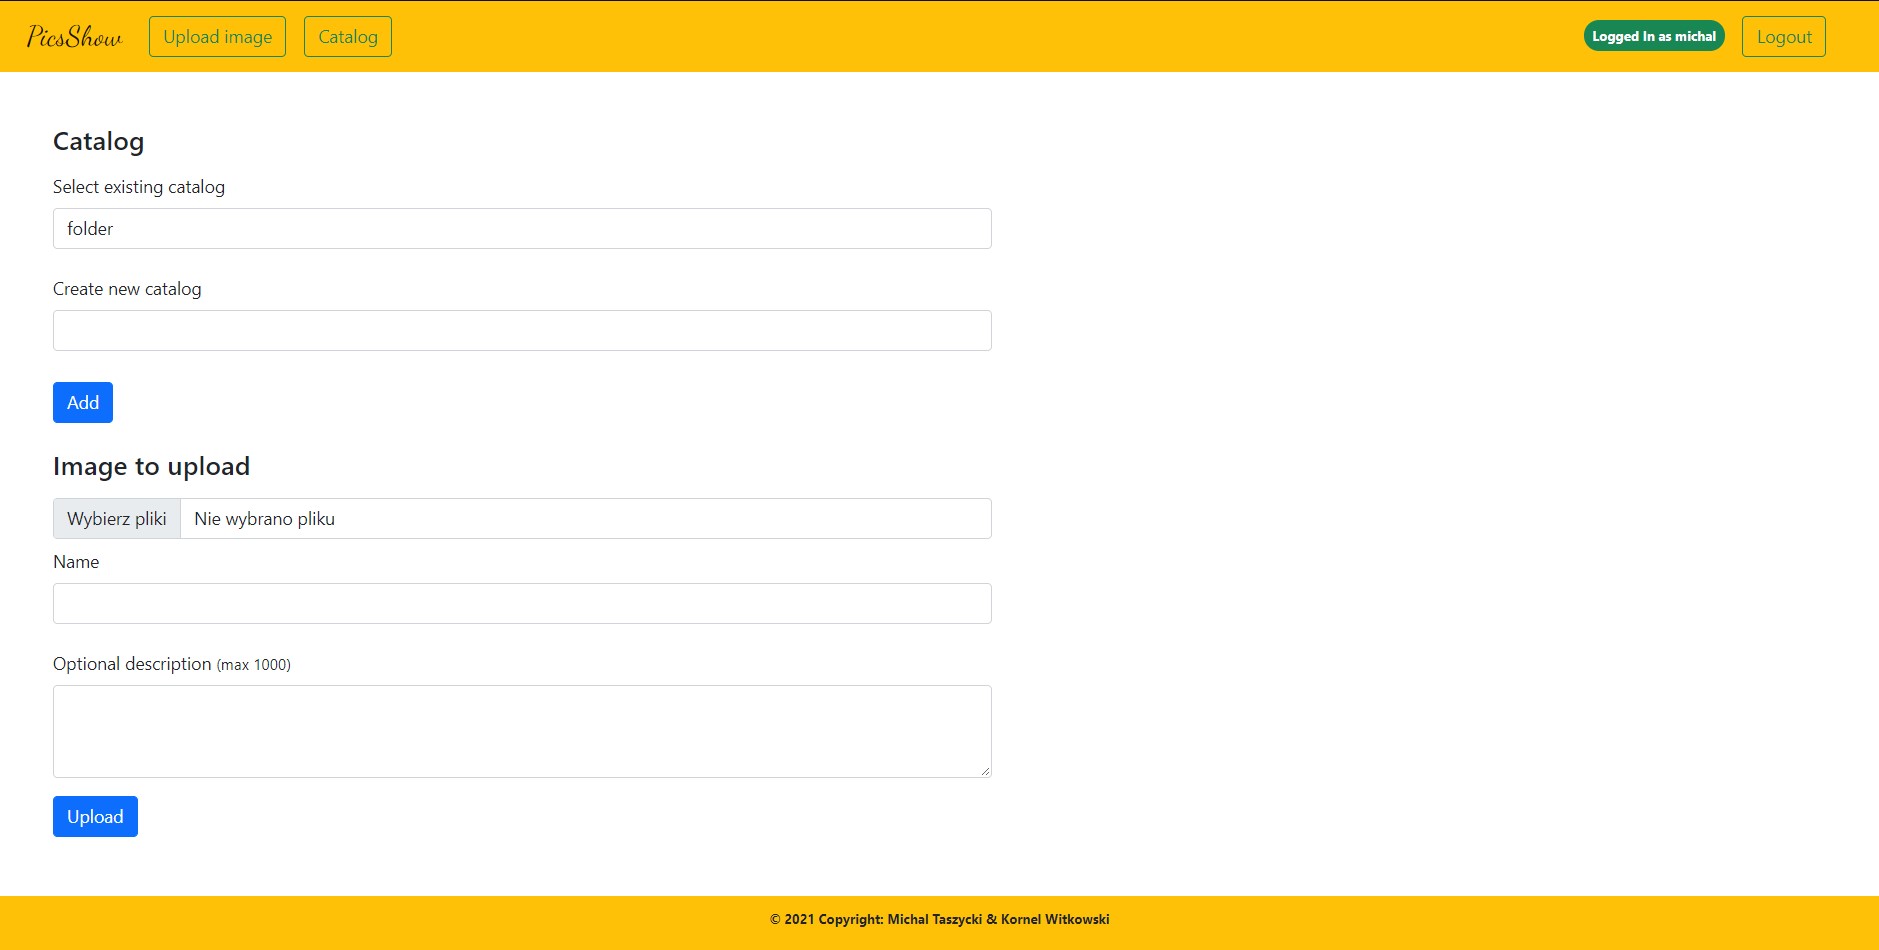 PicsShow Upload image Catalog Logged In as michal Logout
Catalog
Select existing catalog
folder
Create new catalog
Add
Image to upload
Wybierz pliki Nie wybrano pliku
Name
Optional description (max 1000)
Upload
© 2021 Copyright: Michal Taszycki & Kornel Witkowski